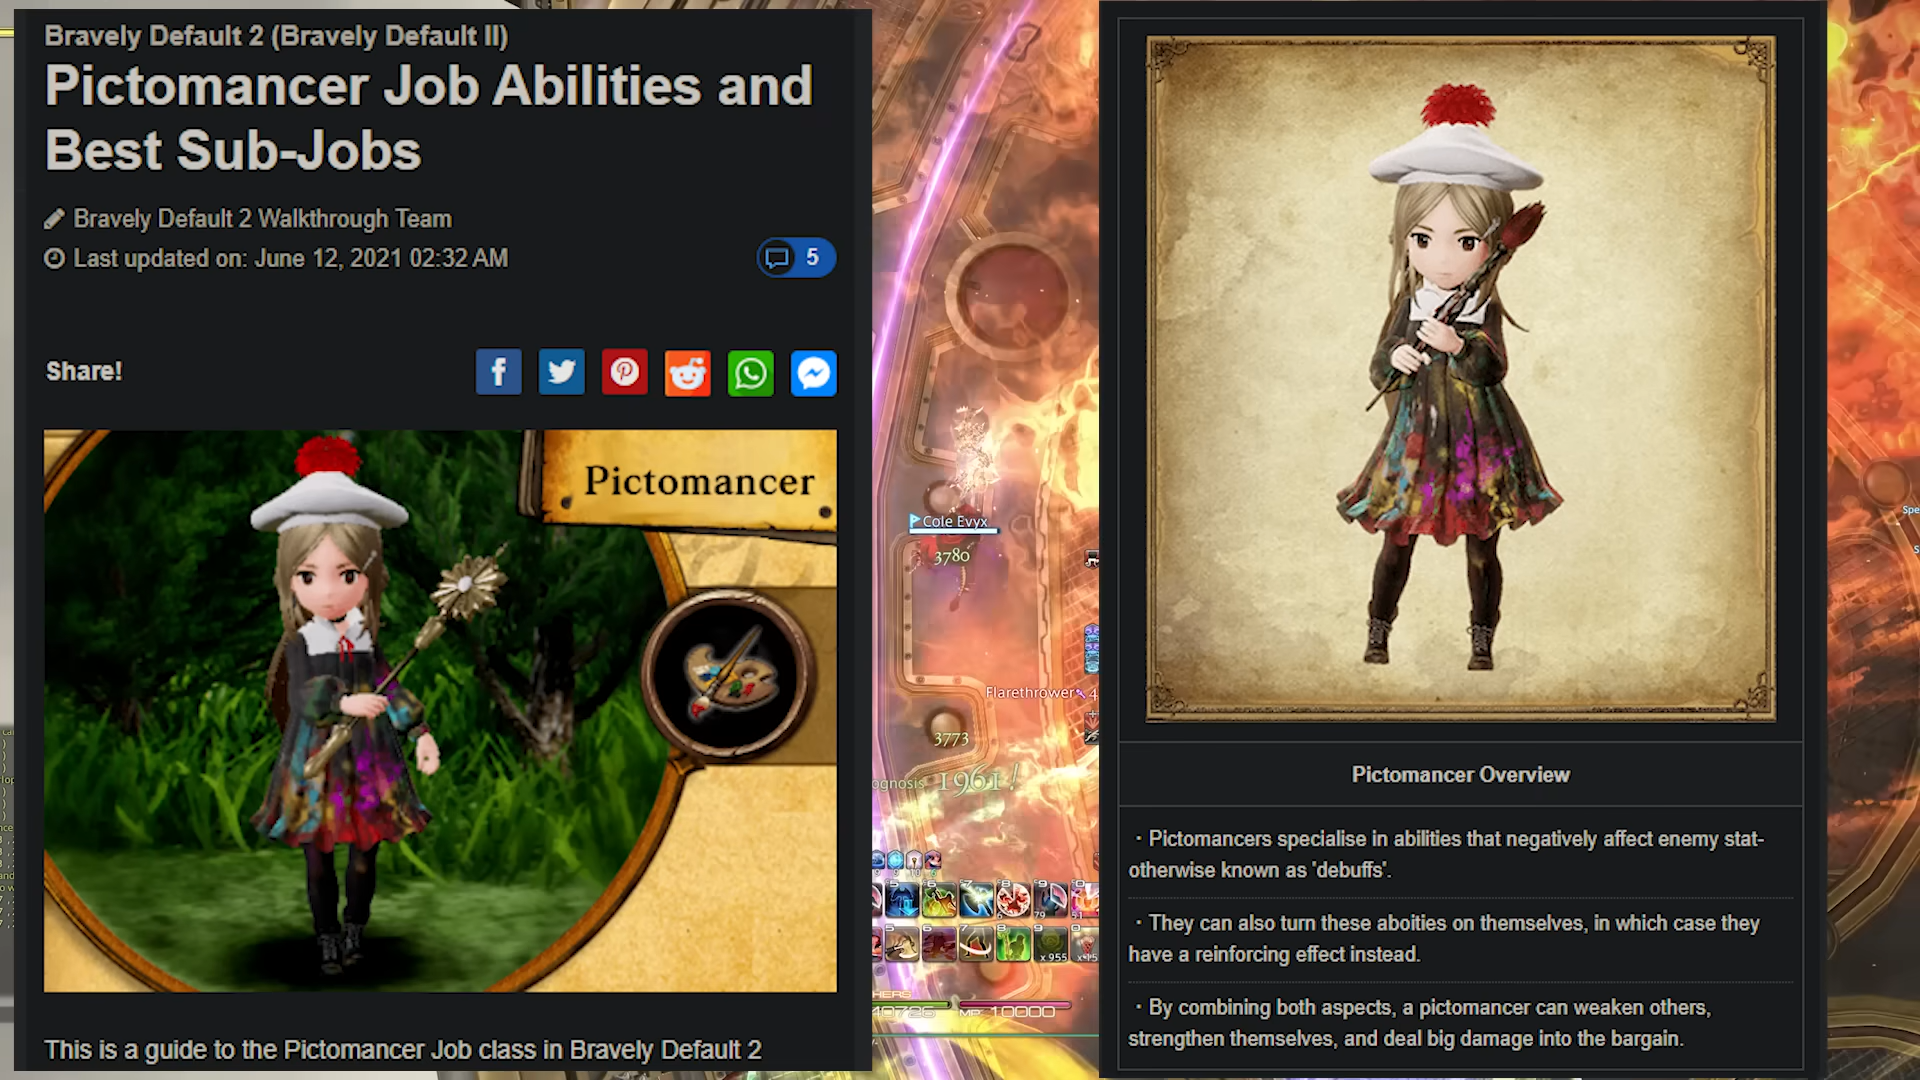 Bravely Default 2 (Bravely Default II)
Pictomancer Job Abilities and
Best Sub-Jobs
Bravely Default 2 Walkthrough Team
Last updated on: June 12, 2021 02:32 AM
5
Share!
Pictomancer
This is a guide to the Pictomancer Job class in Bravely Default 2
Cole Evyx
3780
Flarethrower
3773
ognosis 1961!
x 955
MP: 10000
Pictomancer Overview
・Pictomancers specialise in abilities that negatively affect enemy stat-
otherwise known as 'debuffs'.
・They can also turn these aboities on themselves, in which case they
have a reinforcing effect instead.
・By combining both aspects, a pictomancer can weaken others,
strengthen themselves, and deal big damage into the bargain.